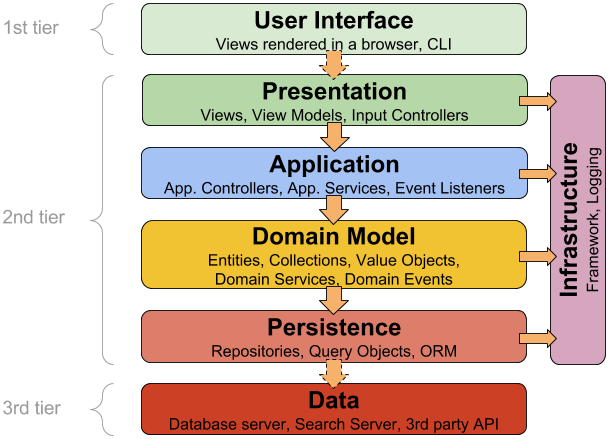 1st tier
User Interface
Views rendered in a browser, CLI
Presentation
Views, View Models, Input Controllers
Application
App. Controllers, App. Services, Event Listeners
2nd tier
Domain Model
Entities, Collections, Value Objects,
Domain Services, Domain Events
Persistence
Repositories, Query Objects, ORM
Infrastructure
Framework, Logging
3rd tier
Data
Database server, Search Server, 3rd party API